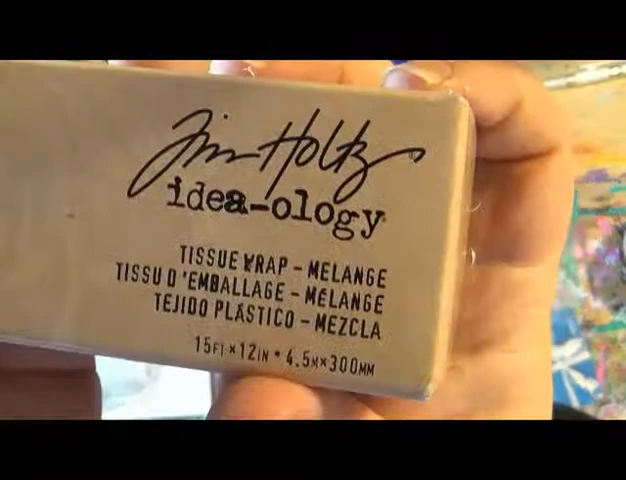 Tim Holtz
idea-ology
TISSUE WRAP - MELANGE
TISSU D'EMBALLAGE - MÉLANGE
TEJIDO PLÁSTICO - MEZCLA
15FT × 12IN * 4.5M × 300MM